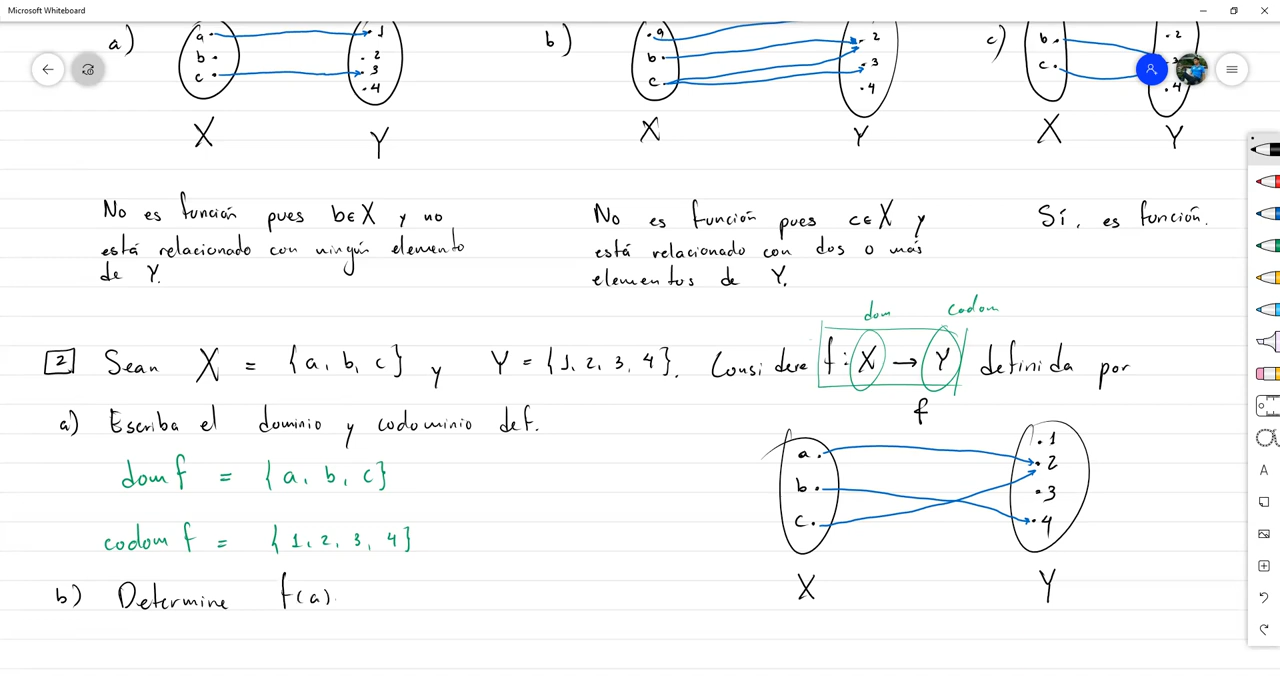 Microsoft Whiteboard
a)
a
b
c
1
2
3
4
X
Y
b)
a
b
c
2
3
4
X
Y
c)
b
c
2
3
4
X
Y
No es función pues b∈X y no
está relacionado con ningún elemento
de Y.
No es función pues c∈X y
está relacionado con dos o más
elementos de Y.
Sí, es función.
dom
codom
2 Sean X = {a, b, c} y Y = {1, 2, 3, 4}. Considere f : X → Y definida por
a) Escriba el dominio y codominio de f.
dom f = {a, b, c}
codom f = {1, 2, 3, 4}
b) Determine f(a).
f
a
b
c
1
2
3
4
X
Y
A